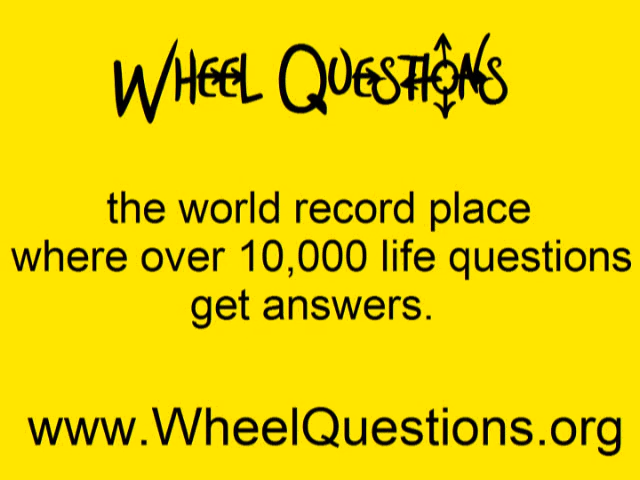 WHEEL QUESTIONS
the world record place
where over 10,000 life questions
get answers.
www.WheelQuestions.org